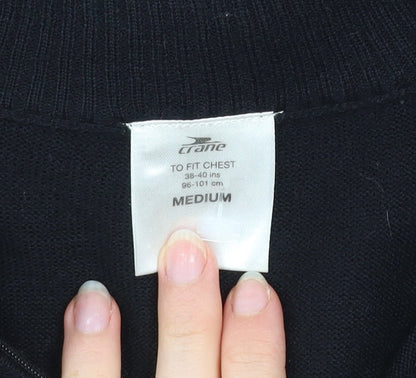 crane
TO FIT CHEST
38-40 ins
96-101 cm
MEDIUM